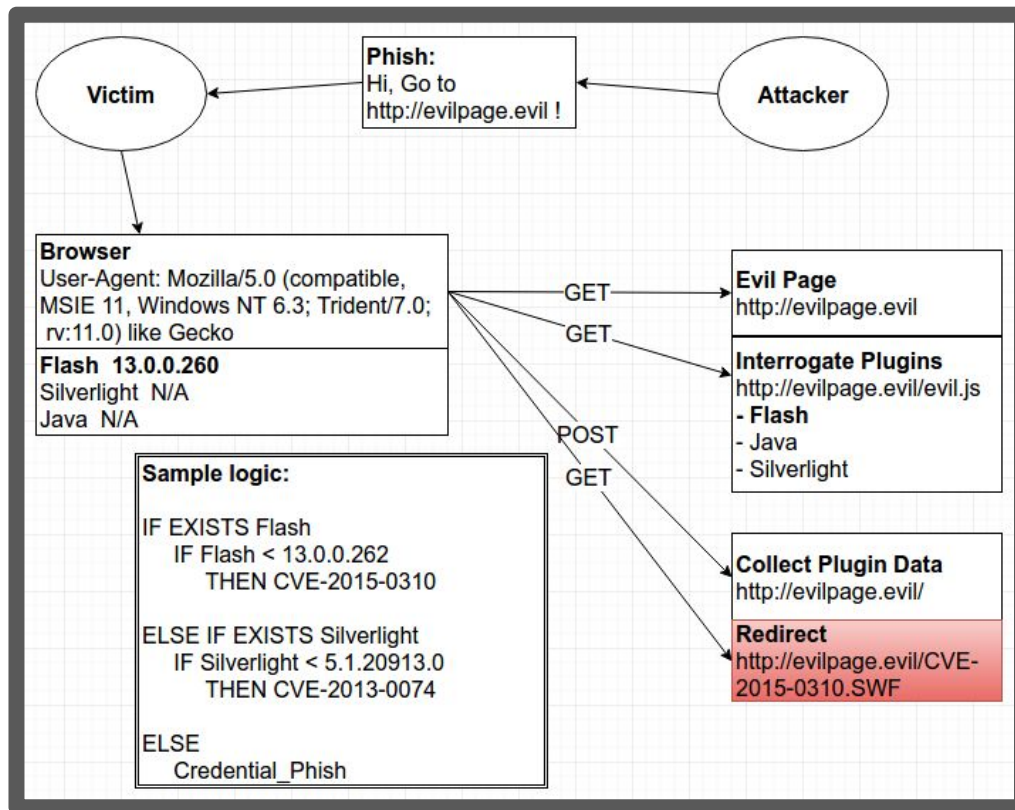 Victim
Phish:
Hi, Go to
http://evilpage.evil !
Attacker
Browser
User-Agent: Mozilla/5.0 (compatible,
MSIE 11, Windows NT 6.3; Trident/7.0;
rv:11.0) like Gecko
Flash 13.0.0.260
Silverlight N/A
Java N/A
GET
GET
POST
GET
Evil Page
http://evilpage.evil
Interrogate Plugins
http://evilpage.evil/evil.js
- Flash
- Java
- Silverlight
Collect Plugin Data
http://evilpage.evil/
Redirect
http://evilpage.evil/CVE-
2015-0310.SWF
Sample logic:
IF EXISTS Flash
IF Flash < 13.0.0.262
THEN CVE-2015-0310
ELSE IF EXISTS Silverlight
IF Silverlight < 5.1.20913.0
THEN CVE-2013-0074
ELSE
Credential_Phish